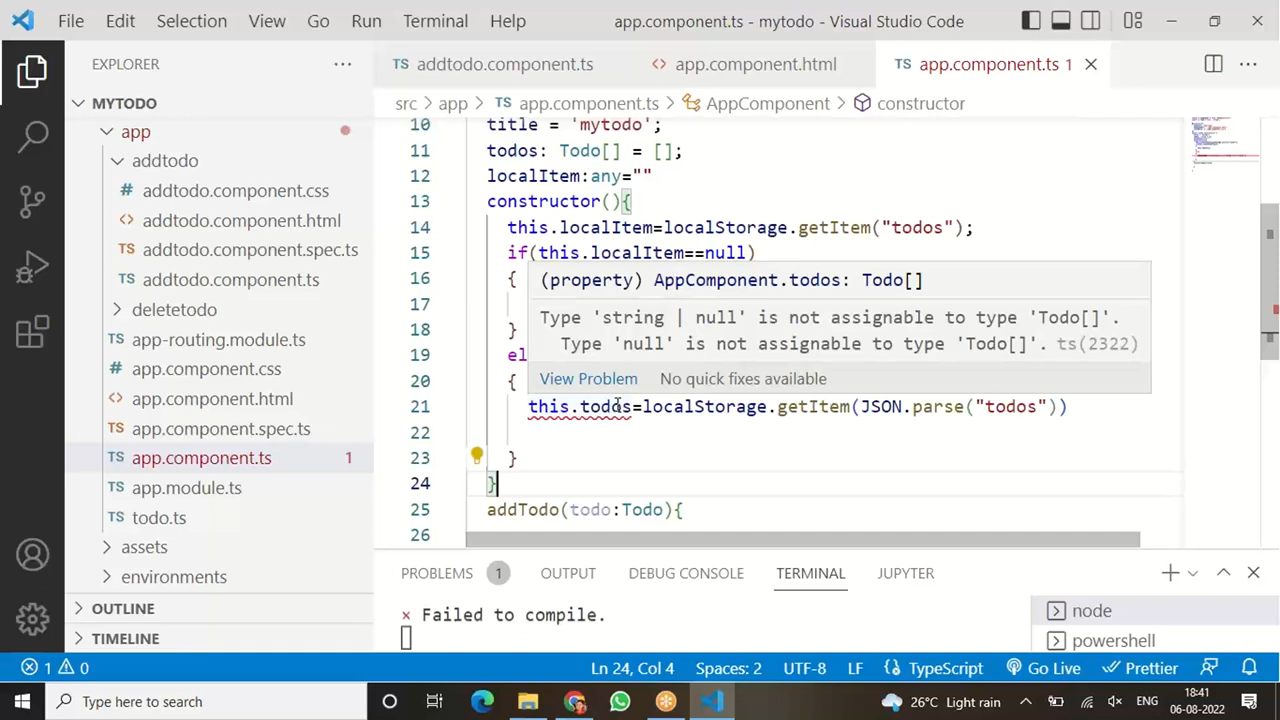 File Edit Selection View Go Run Terminal Help app.component.ts - mytodo - Visual Studio Code
EXPLORER
MYTODO
app
addtodo
# addtodo.component.css
<> addtodo.component.html
TS addtodo.component.spec.ts
TS addtodo.component.ts
deletetodo
TS app-routing.module.ts
# app.component.css
<> app.component.html
TS app.component.spec.ts
TS app.component.ts 1
TS app.module.ts
TS todo.ts
assets
environments
OUTLINE
TIMELINE
TS addtodo.component.ts <> app.component.html TS app.component.ts 1
src > app > TS app.component.ts > AppComponent > constructor
10 title = 'mytodo';
11 todos: Todo[] = [];
12 localItem:any=""
13 constructor(){
14 this.localItem=localStorage.getItem("todos");
15 if(this.localItem==null)
16 {
17
18 }
19 el
20 {
21 this.todos=localStorage.getItem(JSON.parse("todos"))
22
23 }
24 }
25 addTodo(todo:Todo){
26
(property) AppComponent.todos: Todo[]
Type 'string | null' is not assignable to type 'Todo[]'.
Type 'null' is not assignable to type 'Todo[]'. ts(2322)
View Problem No quick fixes available
PROBLEMS 1 OUTPUT DEBUG CONSOLE TERMINAL JUPYTER
× Failed to compile.
node
powershell
1 0 Ln 24, Col 4 Spaces: 2 UTF-8 LF TypeScript Go Live Prettier
Type here to search 26°C Light rain ENG 18:41
06-08-2022